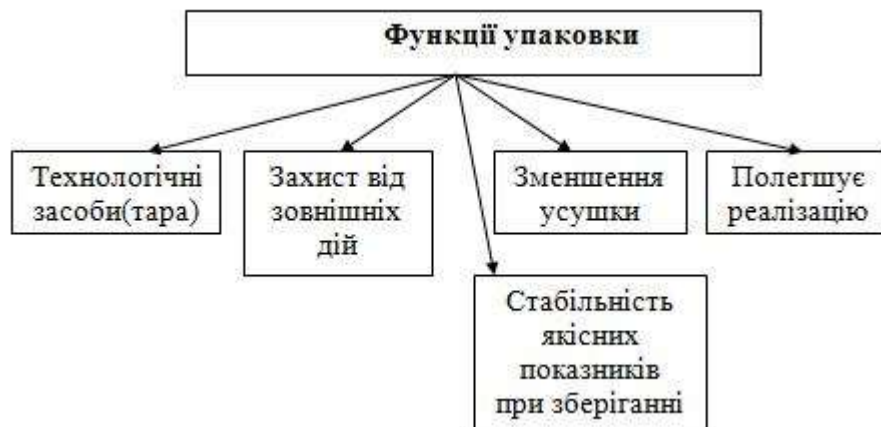 Функції упаковки
Технологічні
засоби(тара)
Захист від
зовнішніх
дій
Зменшення
усушки
Полегшує
реалізацію
Стабільність
якісних
показників
при зберіганні